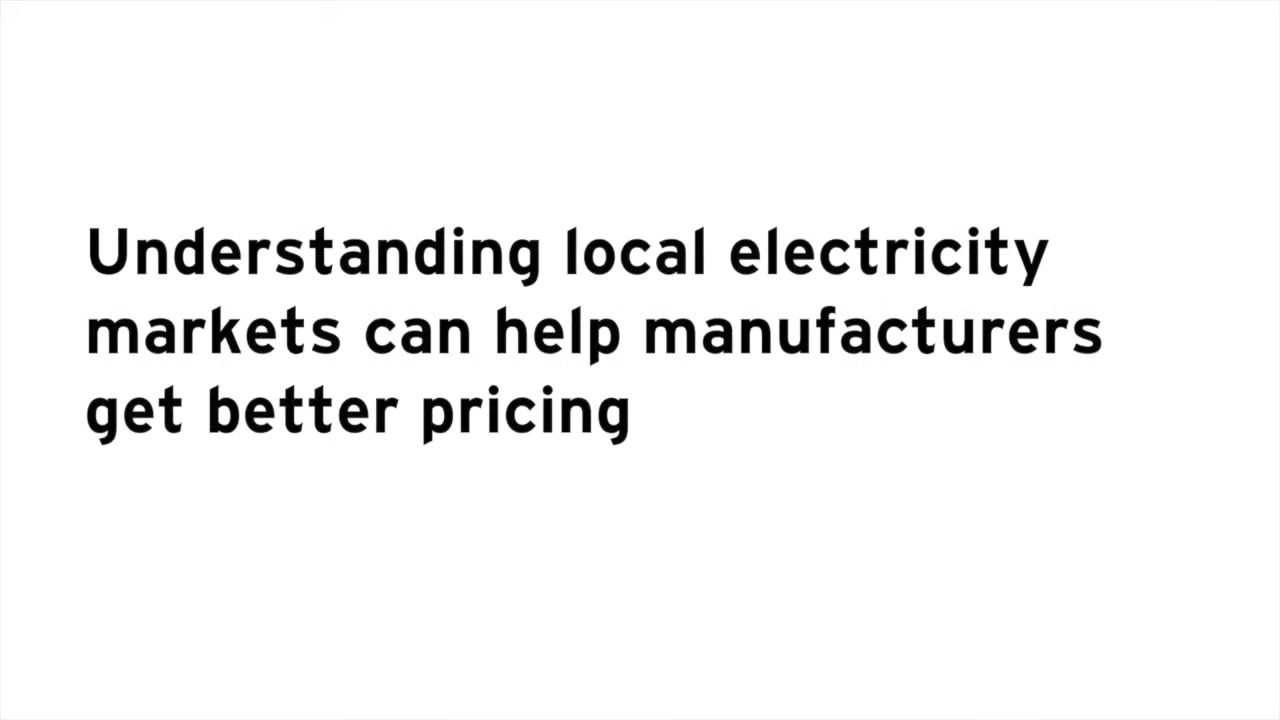 Understanding local electricity
markets can help manufacturers
get better pricing